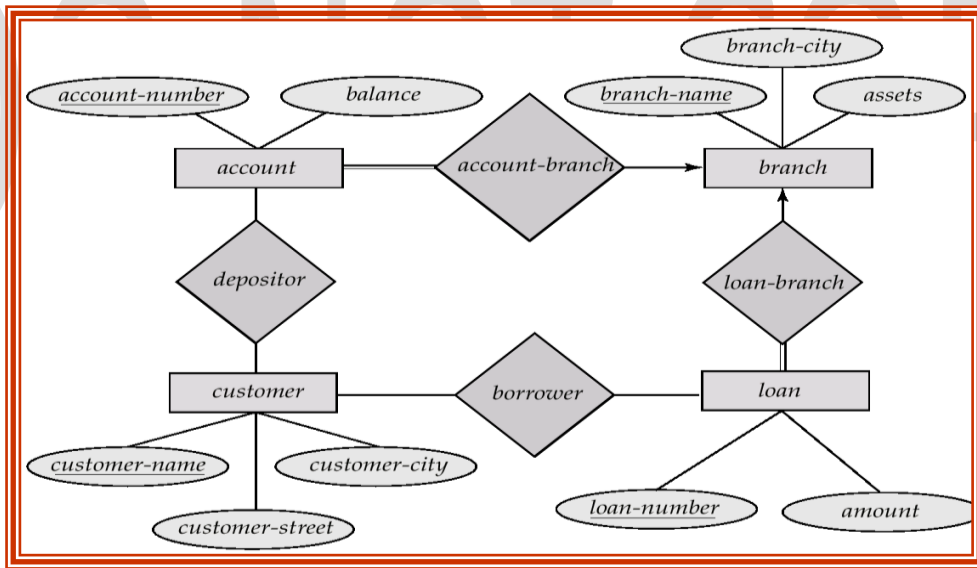 branch-city
account-number
balance
branch-name
assets
account
account-branch
branch
depositor
loan-branch
customer
borrower
loan
customer-name
customer-city
loan-number
amount
customer-street